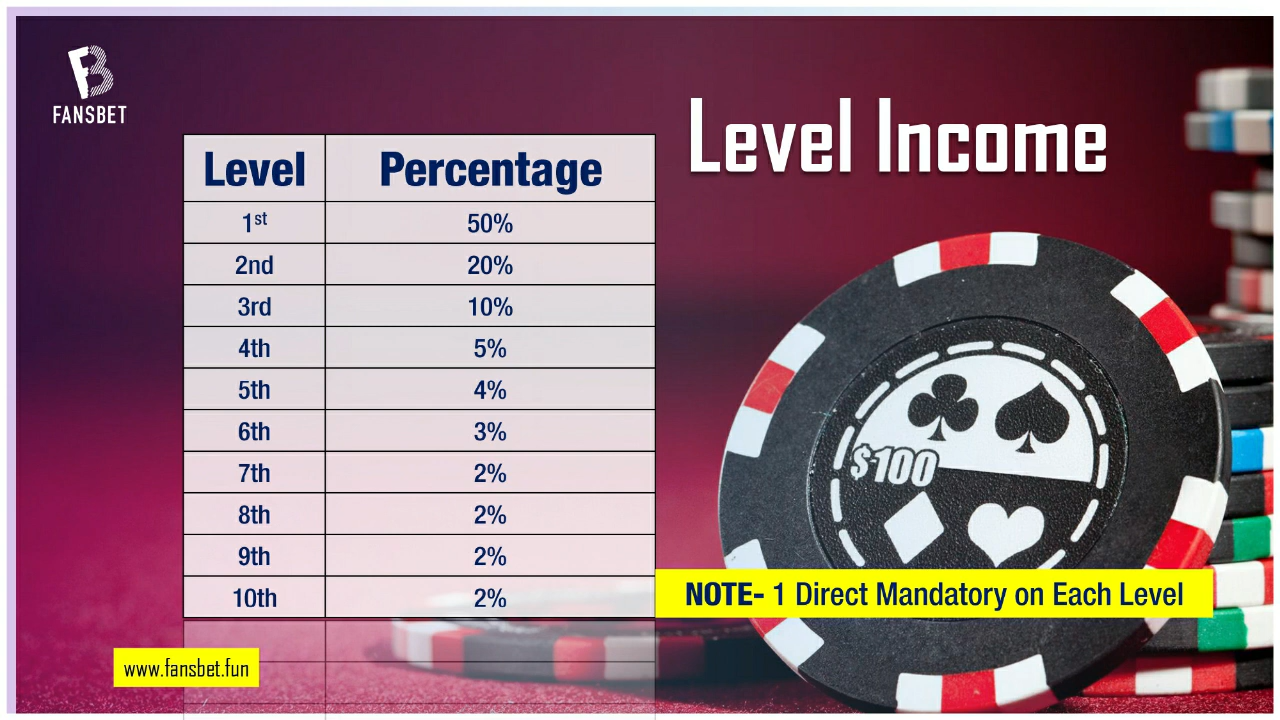 FANSBET
Level Income
Level Percentage
1st 50%
2nd 20%
3rd 10%
4th 5%
5th 4%
6th 3%
7th 2%
8th 2%
9th 2%
10th 2%
$100
NOTE- 1 Direct Mandatory on Each Level
www.fansbet.fun